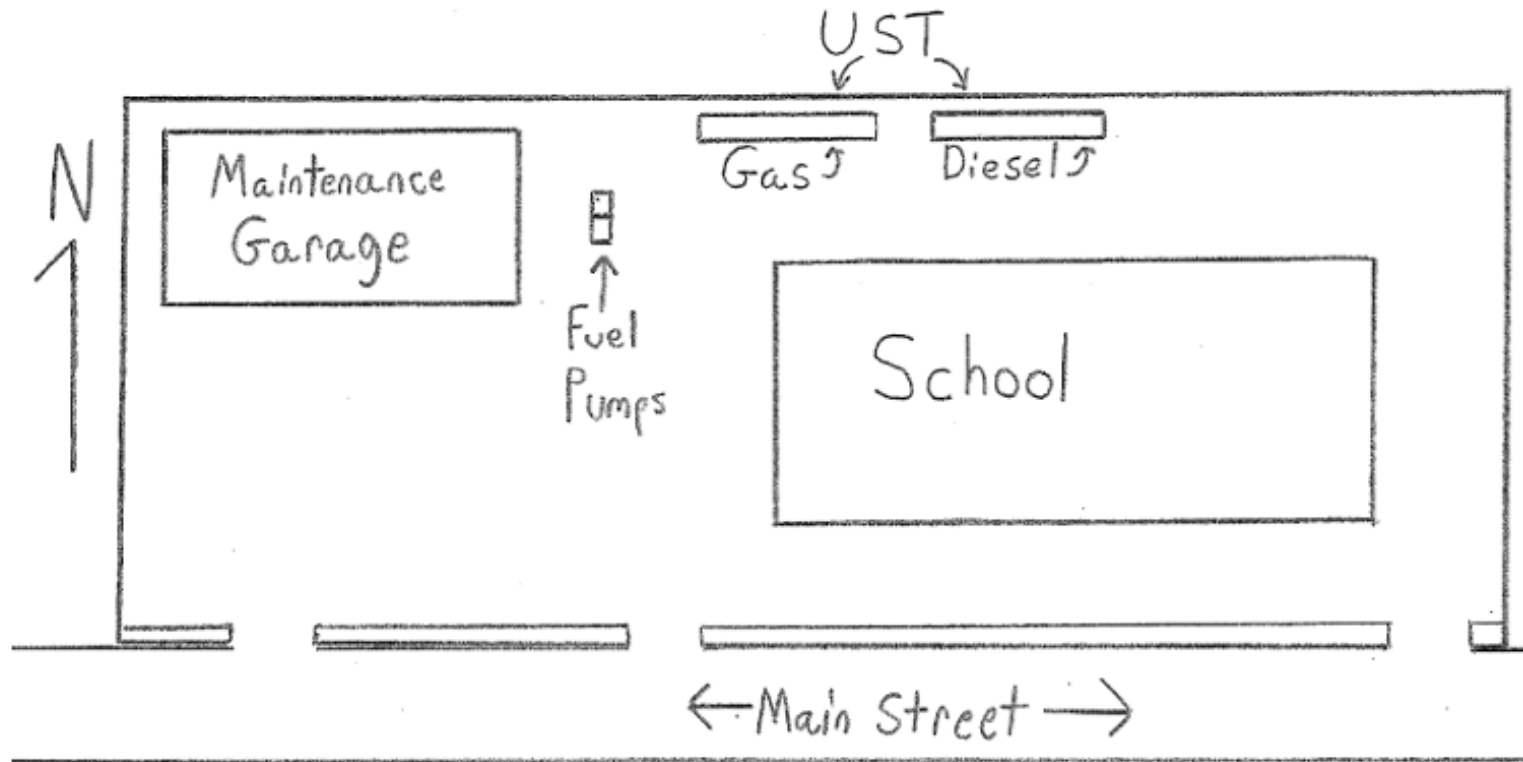 UST
N
Maintenance
Garage
Gas
Diesel
Fuel
Pumps
School
Main Street